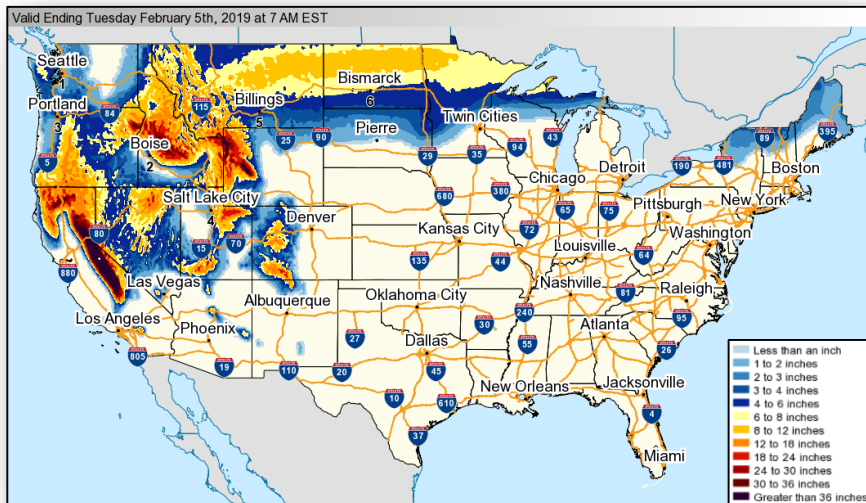 Valid Ending Tuesday February 5th, 2019 at 7 AM EST
Seattle
1
Portland
84
3
5
115
Billings
5
25
90
Bismarck
6
Pierre
29
Twin Cities
35
94
43
89
395
Boise
2
190
481
Boston
Detroit
Chicago
New York
Pittsburgh
Washington
680
380
65
75
72
Salt Lake City
4
80
15
70
Denver
Kansas City
135
44
Louisville
64
880
Las Vegas
Albuquerque
Oklahoma City
Nashville
81
Raleigh
Los Angeles
Phoenix
27
30
240
95
55
Atlanta
26
Dallas
805
19
110
20
45
10
610
37
New Orleans
Jacksonville
4
Miami
Less than an inch
1 to 2 inches
2 to 3 inches
3 to 4 inches
4 to 6 inches
6 to 8 inches
8 to 12 inches
12 to 18 inches
18 to 24 inches
24 to 30 inches
30 to 36 inches
Greater than 36 inches